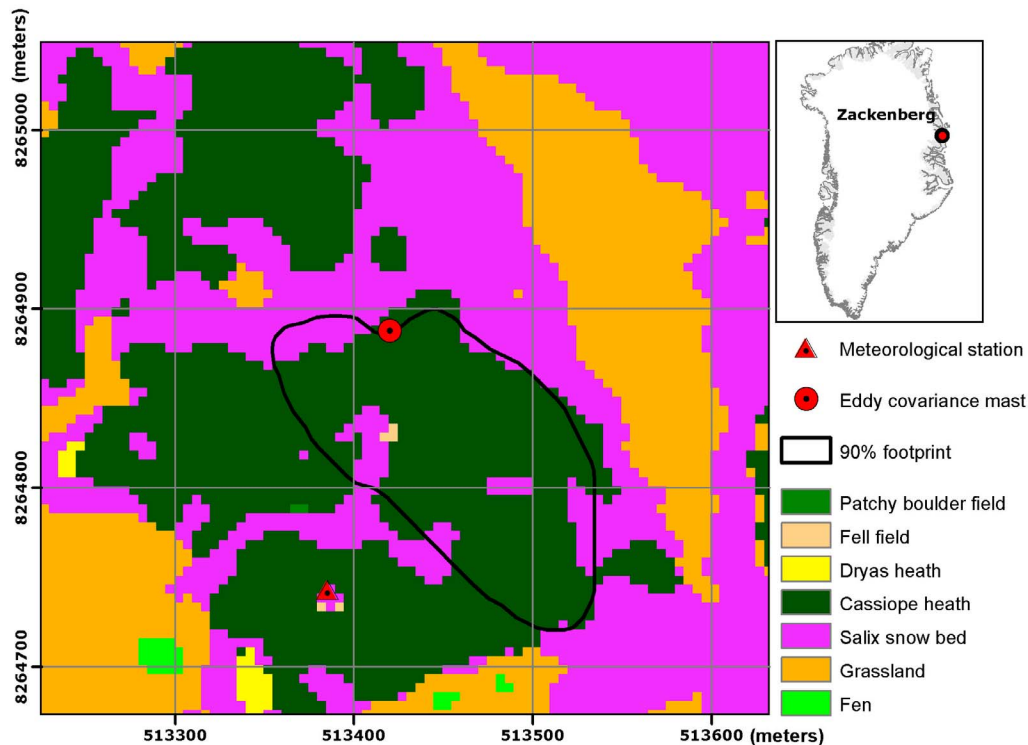 (meters)
8265000
8264900
8264800
8264700
513300
513400
513500
513600
(meters)
Zackenberg
Meteorological station
Eddy covariance mast
90% footprint
Patchy boulder field
Fell field
Dryas heath
Cassiope heath
Salix snow bed
Grassland
Fen